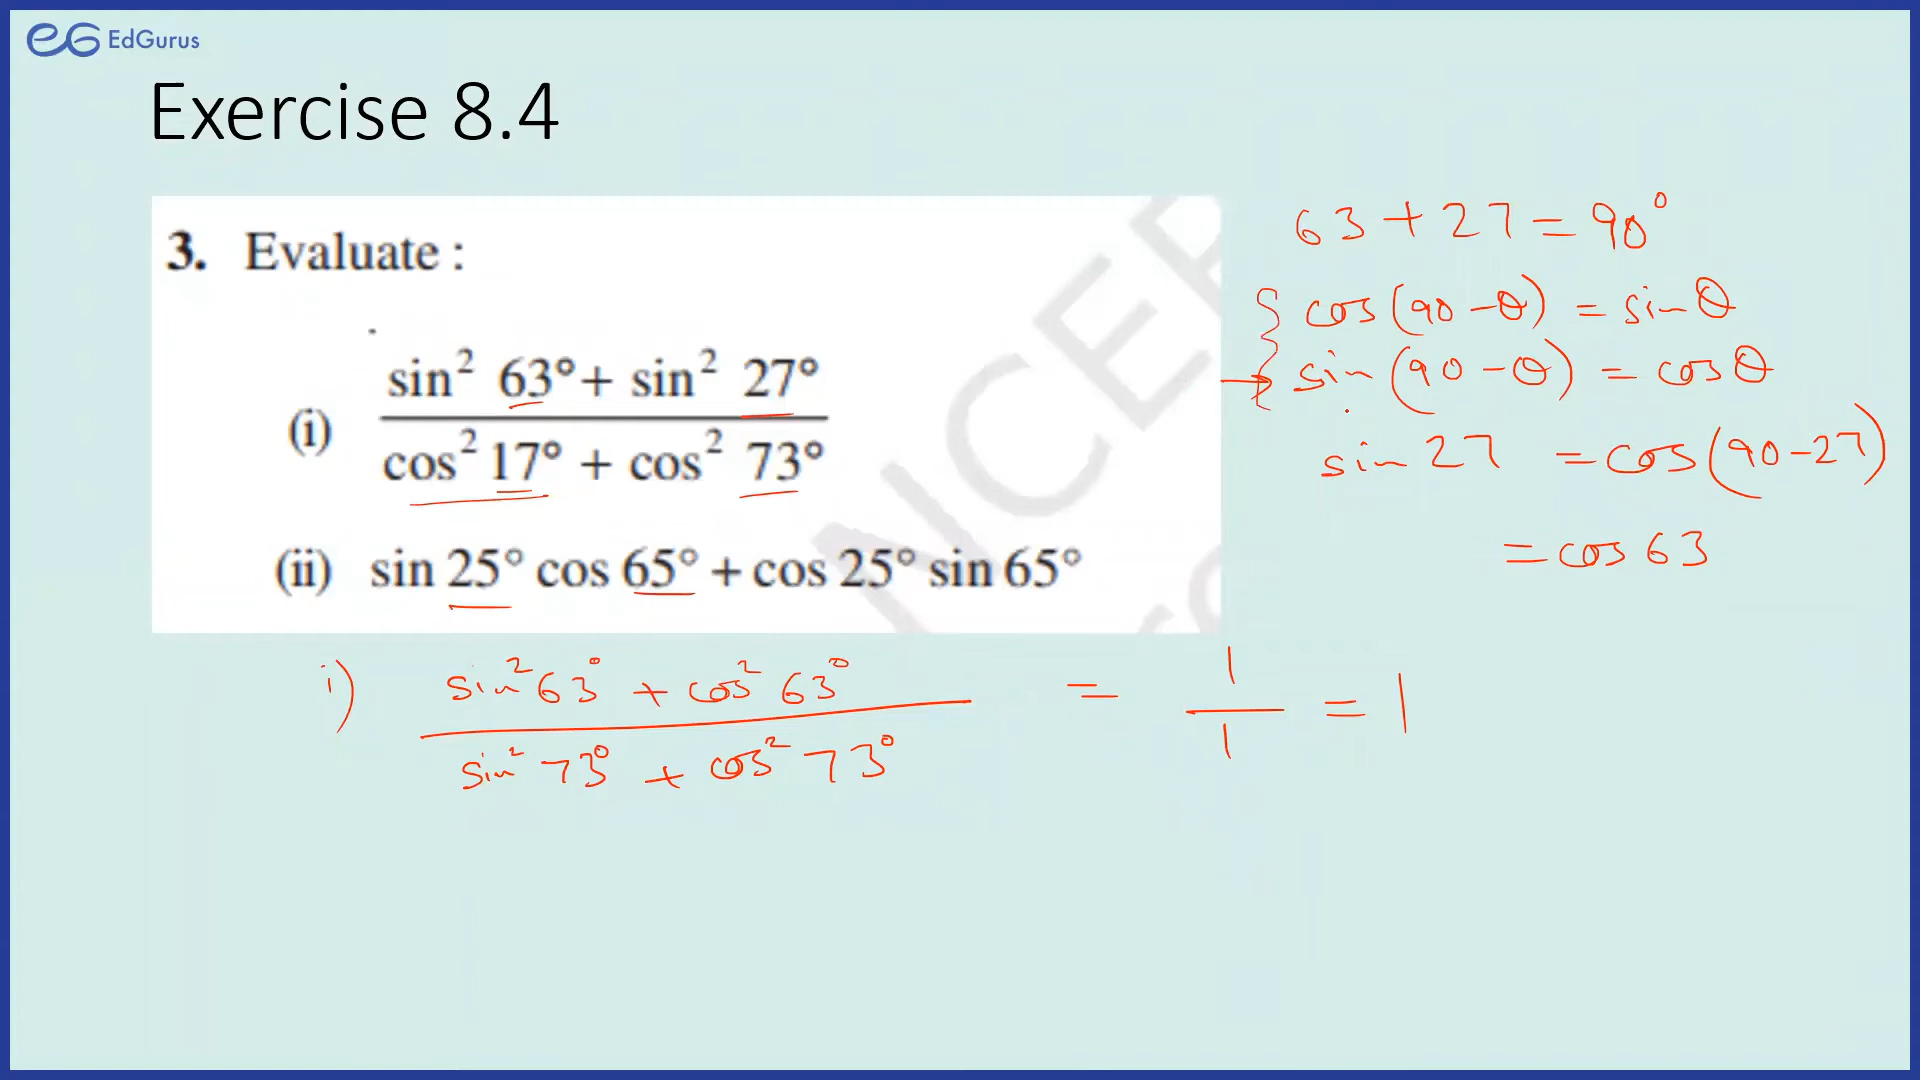 EdGurus
Exercise 8.4
3. Evaluate :
(i) sin² 63° + sin² 27°
cos² 17° + cos² 73°
(ii) sin 25° cos 65° + cos 25° sin 65°
63 + 27 = 90°
cos(90 - θ) = sin θ
→ sin(90 - θ) = cos θ
sin 27 = cos(90 - 27)
= cos 63
i) sin² 63° + cos² 63° = 1 = 1
sin² 73° + cos² 73° 1
NCER